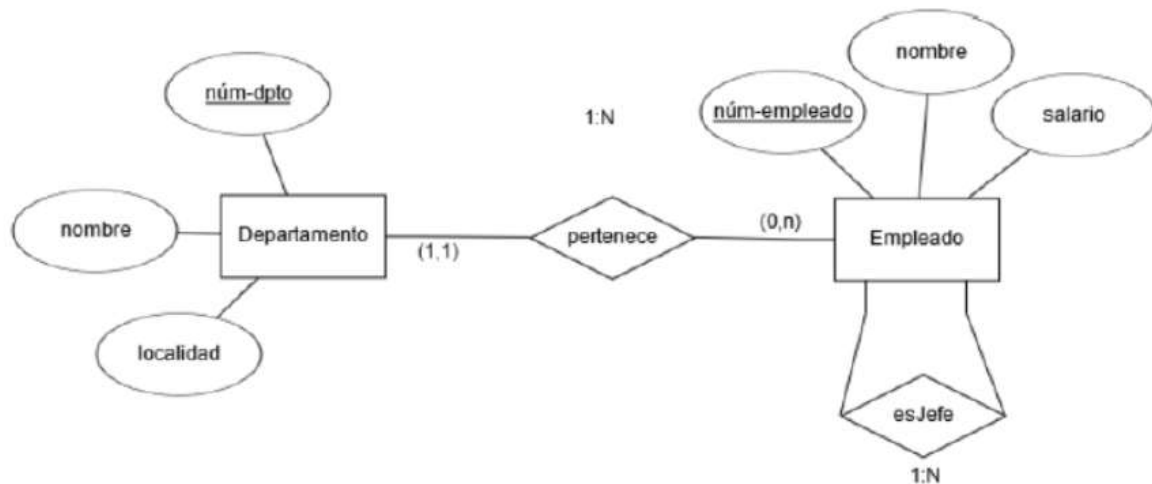 nombre
núm-dpto
1:N
núm-empleado
salario
nombre
Departamento
(1,1)
pertenece
(0,n)
Empleado
localidad
esJefe
1:N